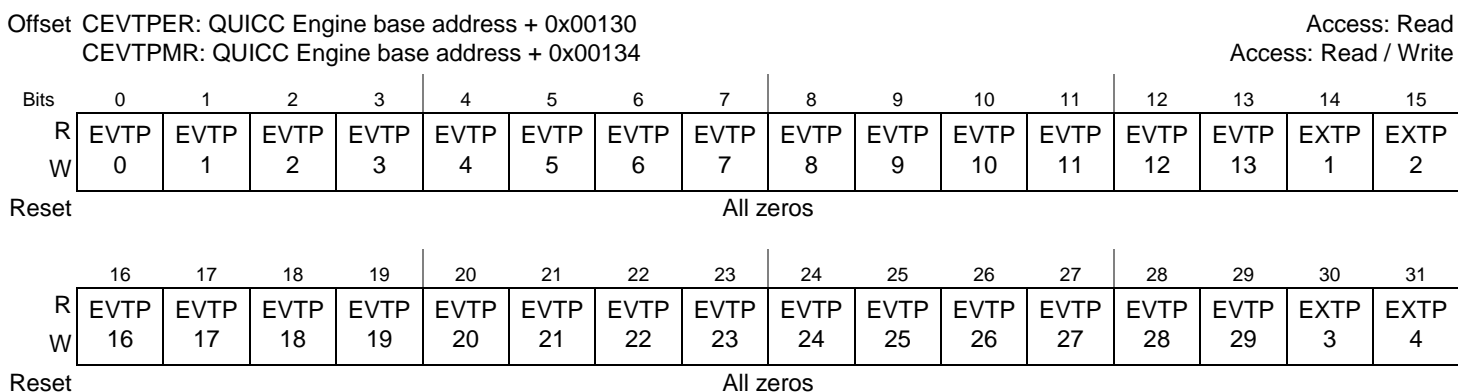 Offset CEVTPER: QUICC Engine base address + 0x00130 Access: Read
CEVTPMR: QUICC Engine base address + 0x00134 Access: Read / Write
Bits 0 1 2 3 4 5 6 7 8 9 10 11 12 13 14 15
R EVTP EVTP EVTP EVTP EVTP EVTP EVTP EVTP EVTP EVTP EVTP EVTP EVTP EVTP EXTP EXTP
W 0 1 2 3 4 5 6 7 8 9 10 11 12 13 1 2
Reset All zeros
16 17 18 19 20 21 22 23 24 25 26 27 28 29 30 31
R EVTP EVTP EVTP EVTP EVTP EVTP EVTP EVTP EVTP EVTP EVTP EVTP EVTP EVTP EXTP EXTP
W 16 17 18 19 20 21 22 23 24 25 26 27 28 29 3 4
Reset All zeros